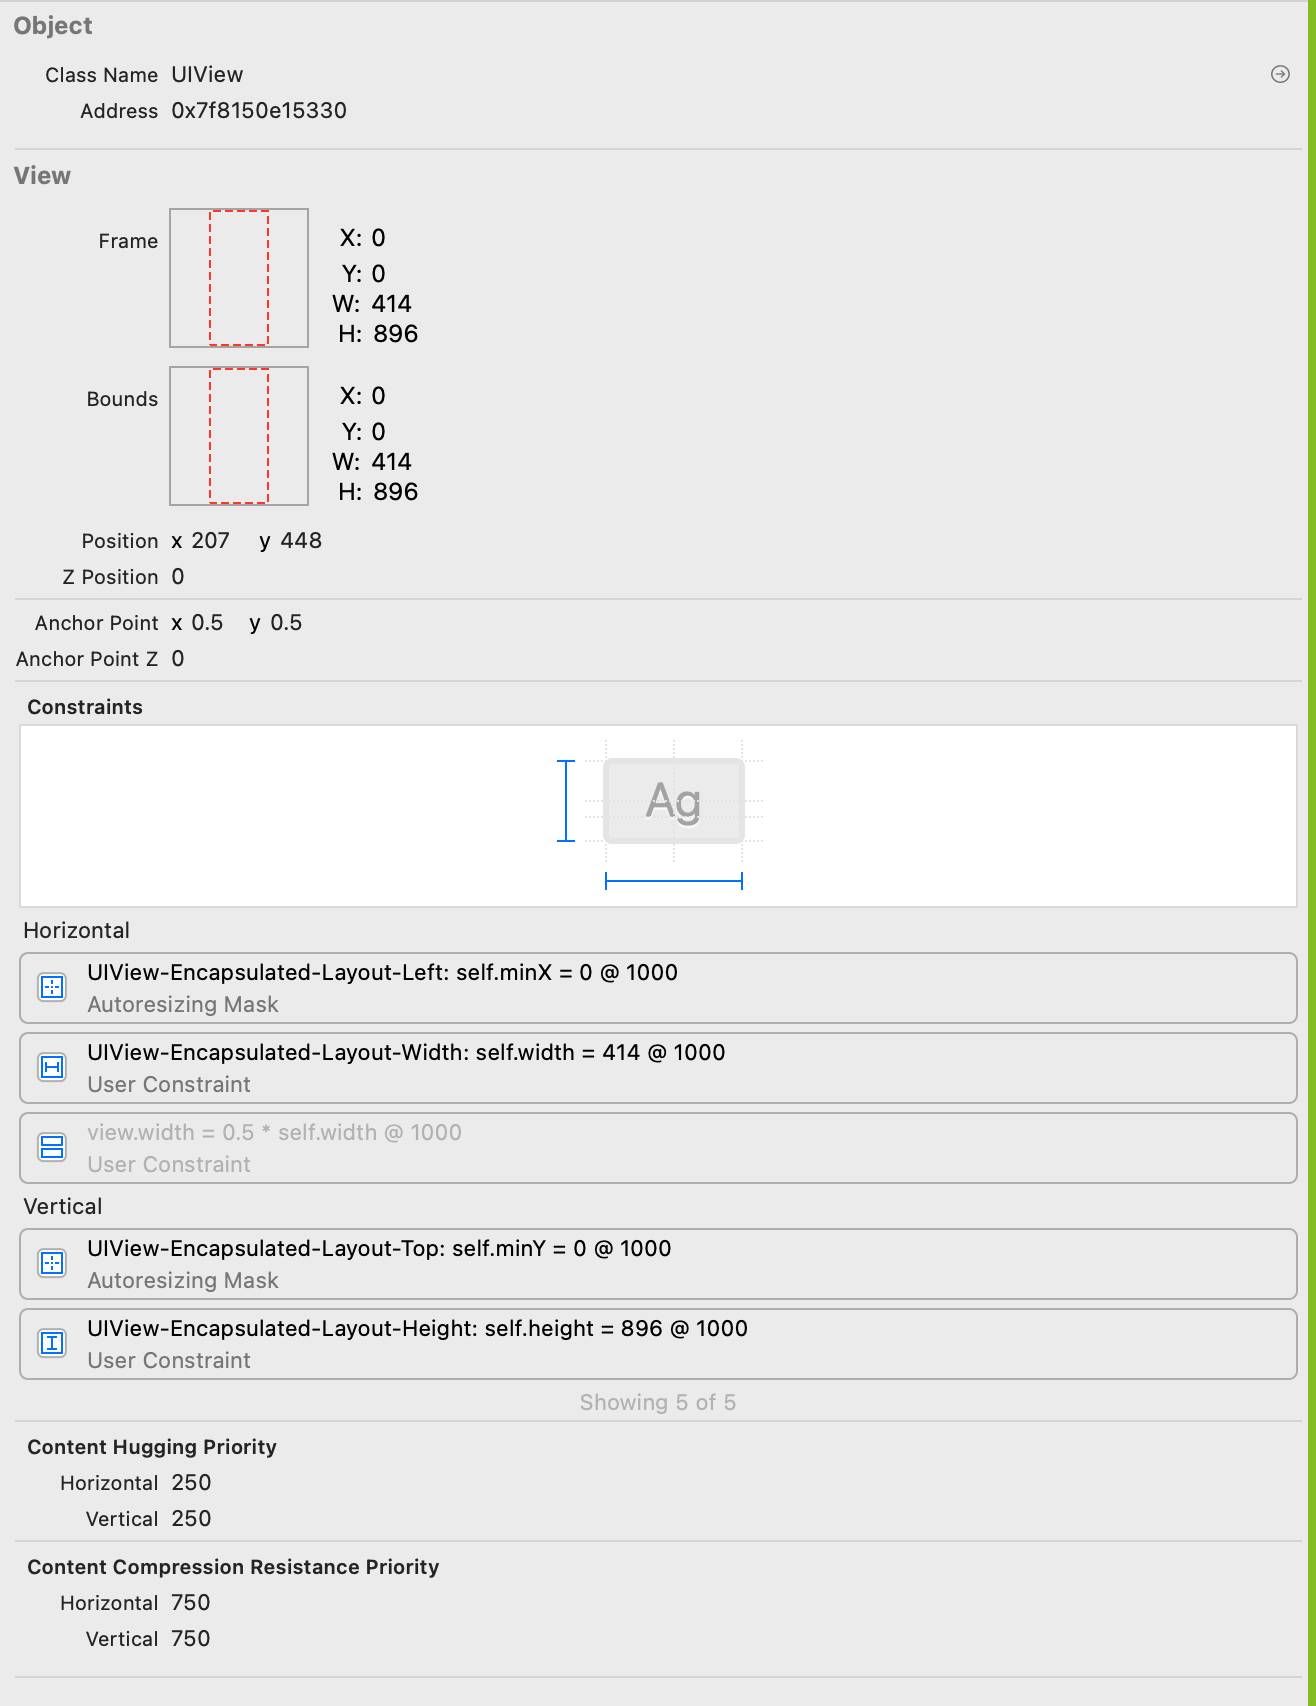 Object
Class Name UIView
Address 0x7f8150e15330
View
Frame
X: 0
Y: 0
W: 414
H: 896
Bounds
X: 0
Y: 0
W: 414
H: 896
Position x 207 y 448
Z Position 0
Anchor Point x 0.5 y 0.5
Anchor Point Z 0
Constraints
Ag
Horizontal
UIView-Encapsulated-Layout-Left: self.minX = 0 @ 1000
Autoresizing Mask
UIView-Encapsulated-Layout-Width: self.width = 414 @ 1000
User Constraint
view.width = 0.5 * self.width @ 1000
User Constraint
Vertical
UIView-Encapsulated-Layout-Top: self.minY = 0 @ 1000
Autoresizing Mask
UIView-Encapsulated-Layout-Height: self.height = 896 @ 1000
User Constraint
Showing 5 of 5
Content Hugging Priority
Horizontal 250
Vertical 250
Content Compression Resistance Priority
Horizontal 750
Vertical 750